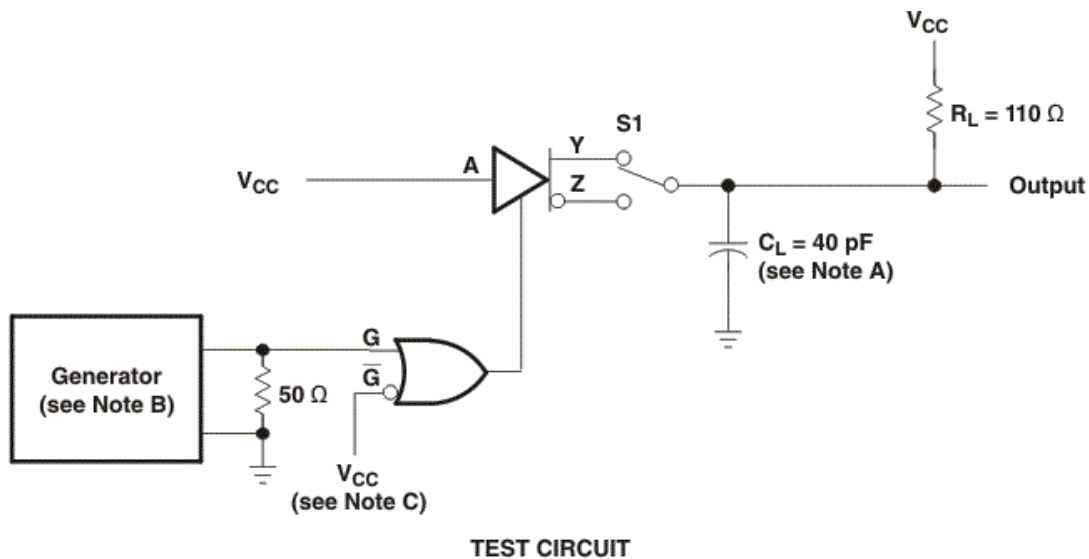 VCC
RL = 110 Ω
S1
Y
A
VCC
Z
Output
CL = 40 pF
(see Note A)
G
G̅
Generator
(see Note B)
50 Ω
VCC
(see Note C)
TEST CIRCUIT